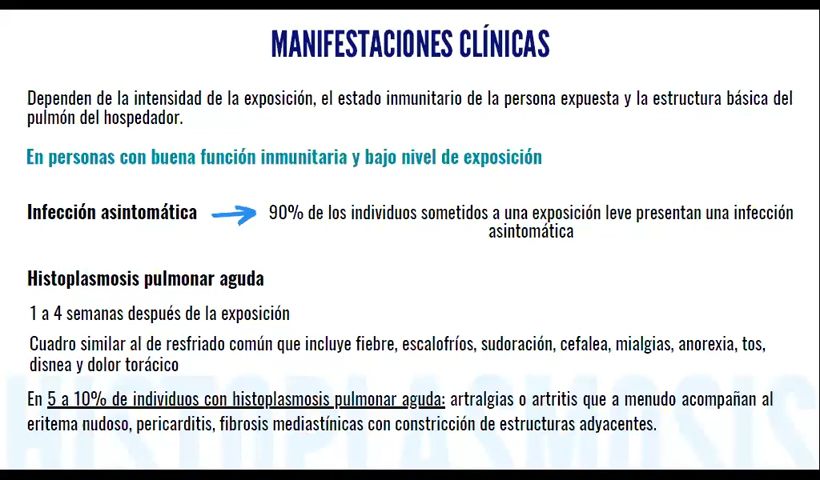 MANIFESTACIONES CLÍNICAS
Dependen de la intensidad de la exposición, el estado inmunitario de la persona expuesta y la estructura básica del
pulmón del hospedador.
En personas con buena función inmunitaria y bajo nivel de exposición
Infección asintomática
90% de los individuos sometidos a una exposición leve presentan una infección
asintomática
Histoplasmosis pulmonar aguda
1 a 4 semanas después de la exposición
Cuadro similar al de resfriado común que incluye fiebre, escalofríos, sudoración, cefalea, mialgias, anorexia, tos,
disnea y dolor torácico
En 5 a 10% de individuos con histoplasmosis pulmonar aguda: artralgias o artritis que a menudo acompañan al
eritema nudoso, pericarditis, fibrosis mediastínicas con constricción de estructuras adyacentes.
HISTOPLASMOSIS